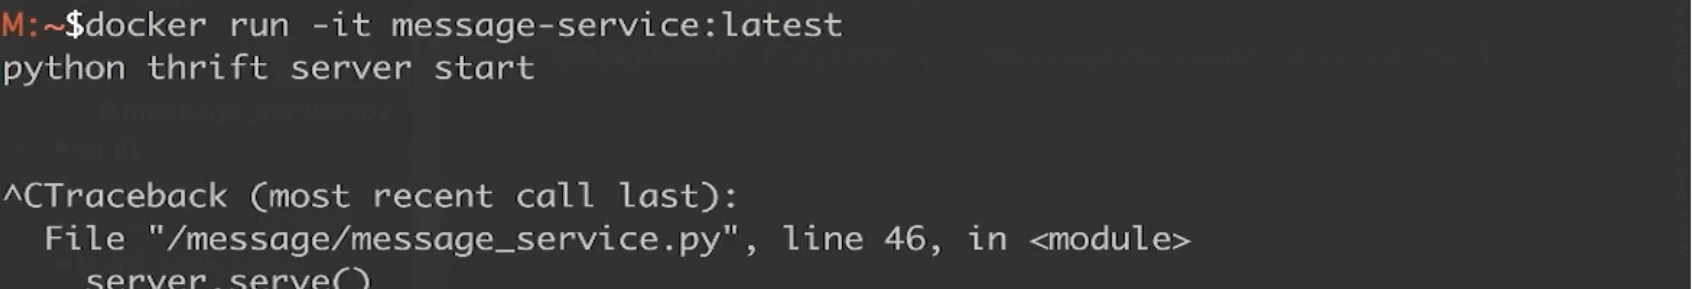 M:~$docker run -it message-service:latest
python thrift server start
^CTraceback (most recent call last):
  File "/message/message_service.py", line 46, in <module>
    server.serve()